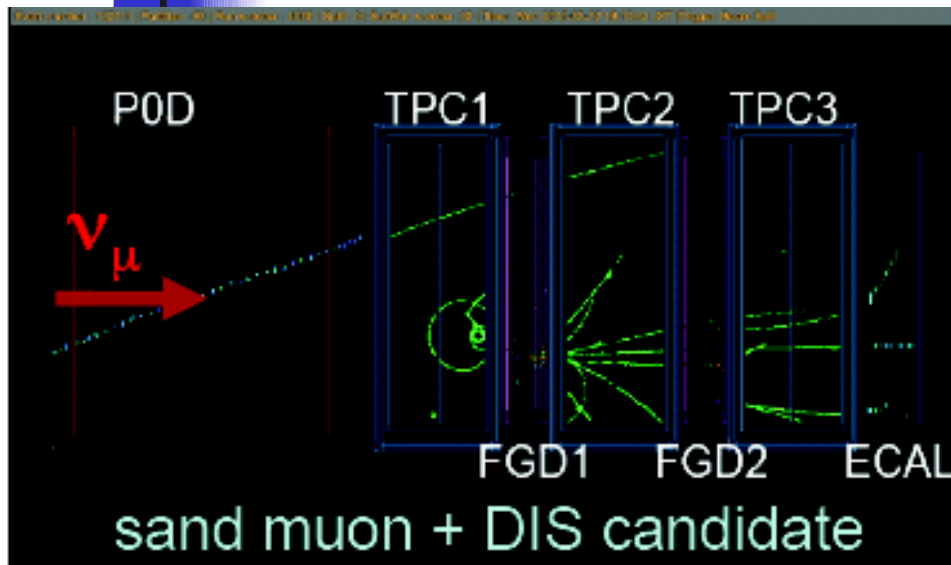 P0D TPC1 TPC2 TPC3
νμ
FGD1 FGD2 ECAL
sand muon + DIS candidate